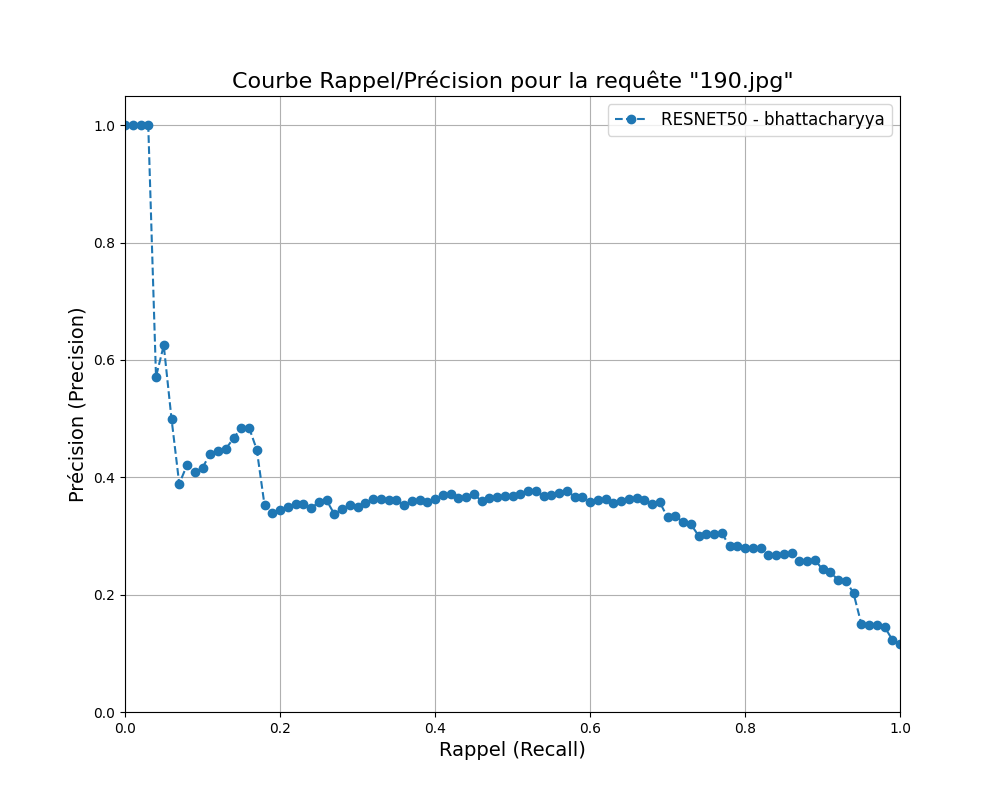 Courbe Rappel/Précision pour la requête "190.jpg"
RESNET50 - bhattacharyya
1.0
0.8
0.6
0.4
0.2
0.0
Précision (Precision)
0.0 0.2 0.4 0.6 0.8 1.0
Rappel (Recall)